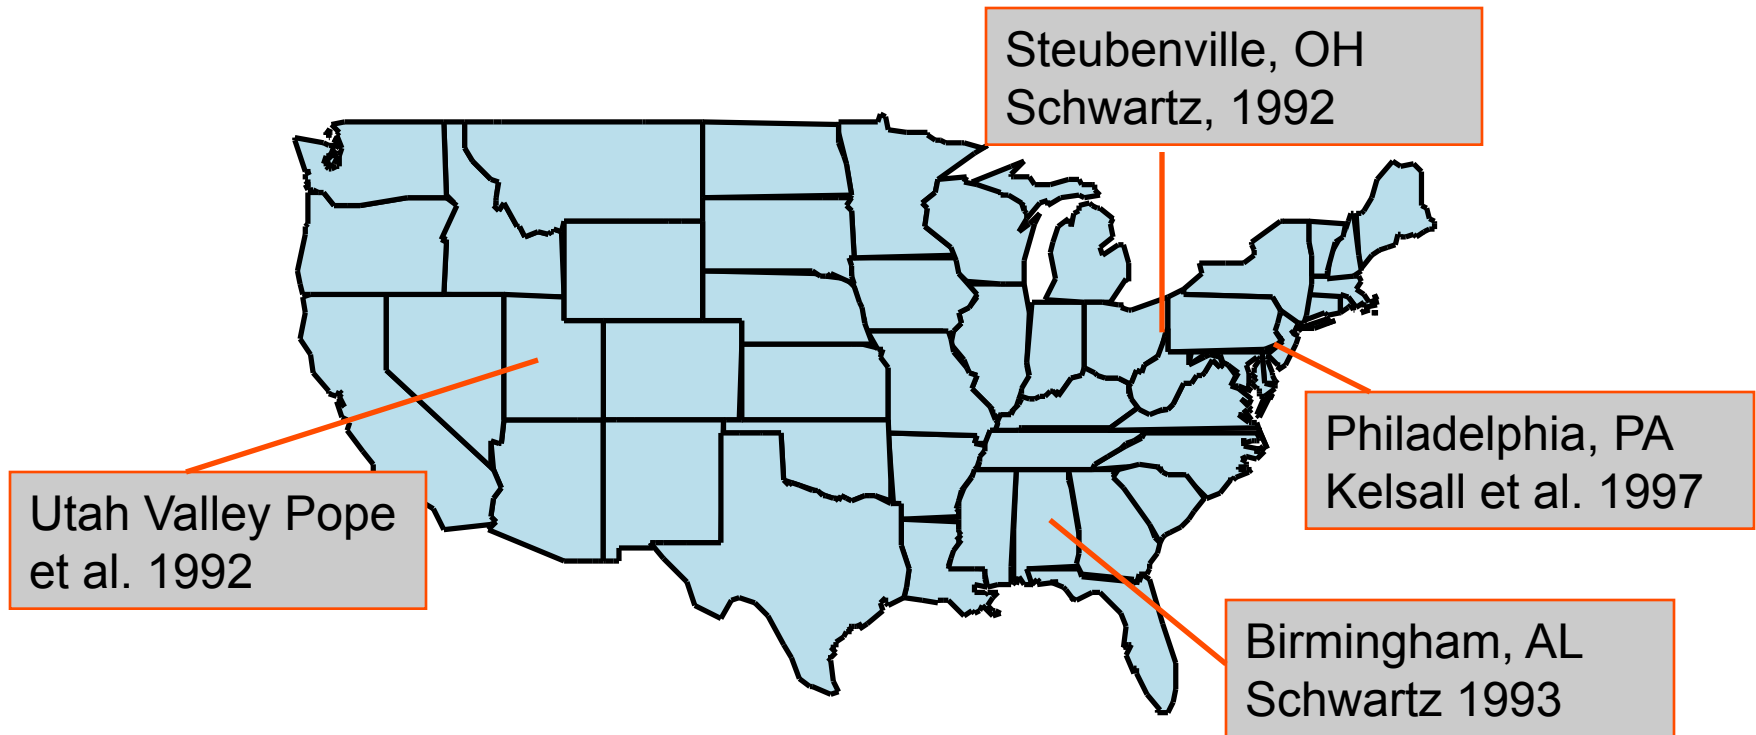 Steubenville, OH
Schwartz, 1992
Philadelphia, PA
Kelsall et al. 1997
Utah Valley Pope
et al. 1992
Birmingham, AL
Schwartz 1993